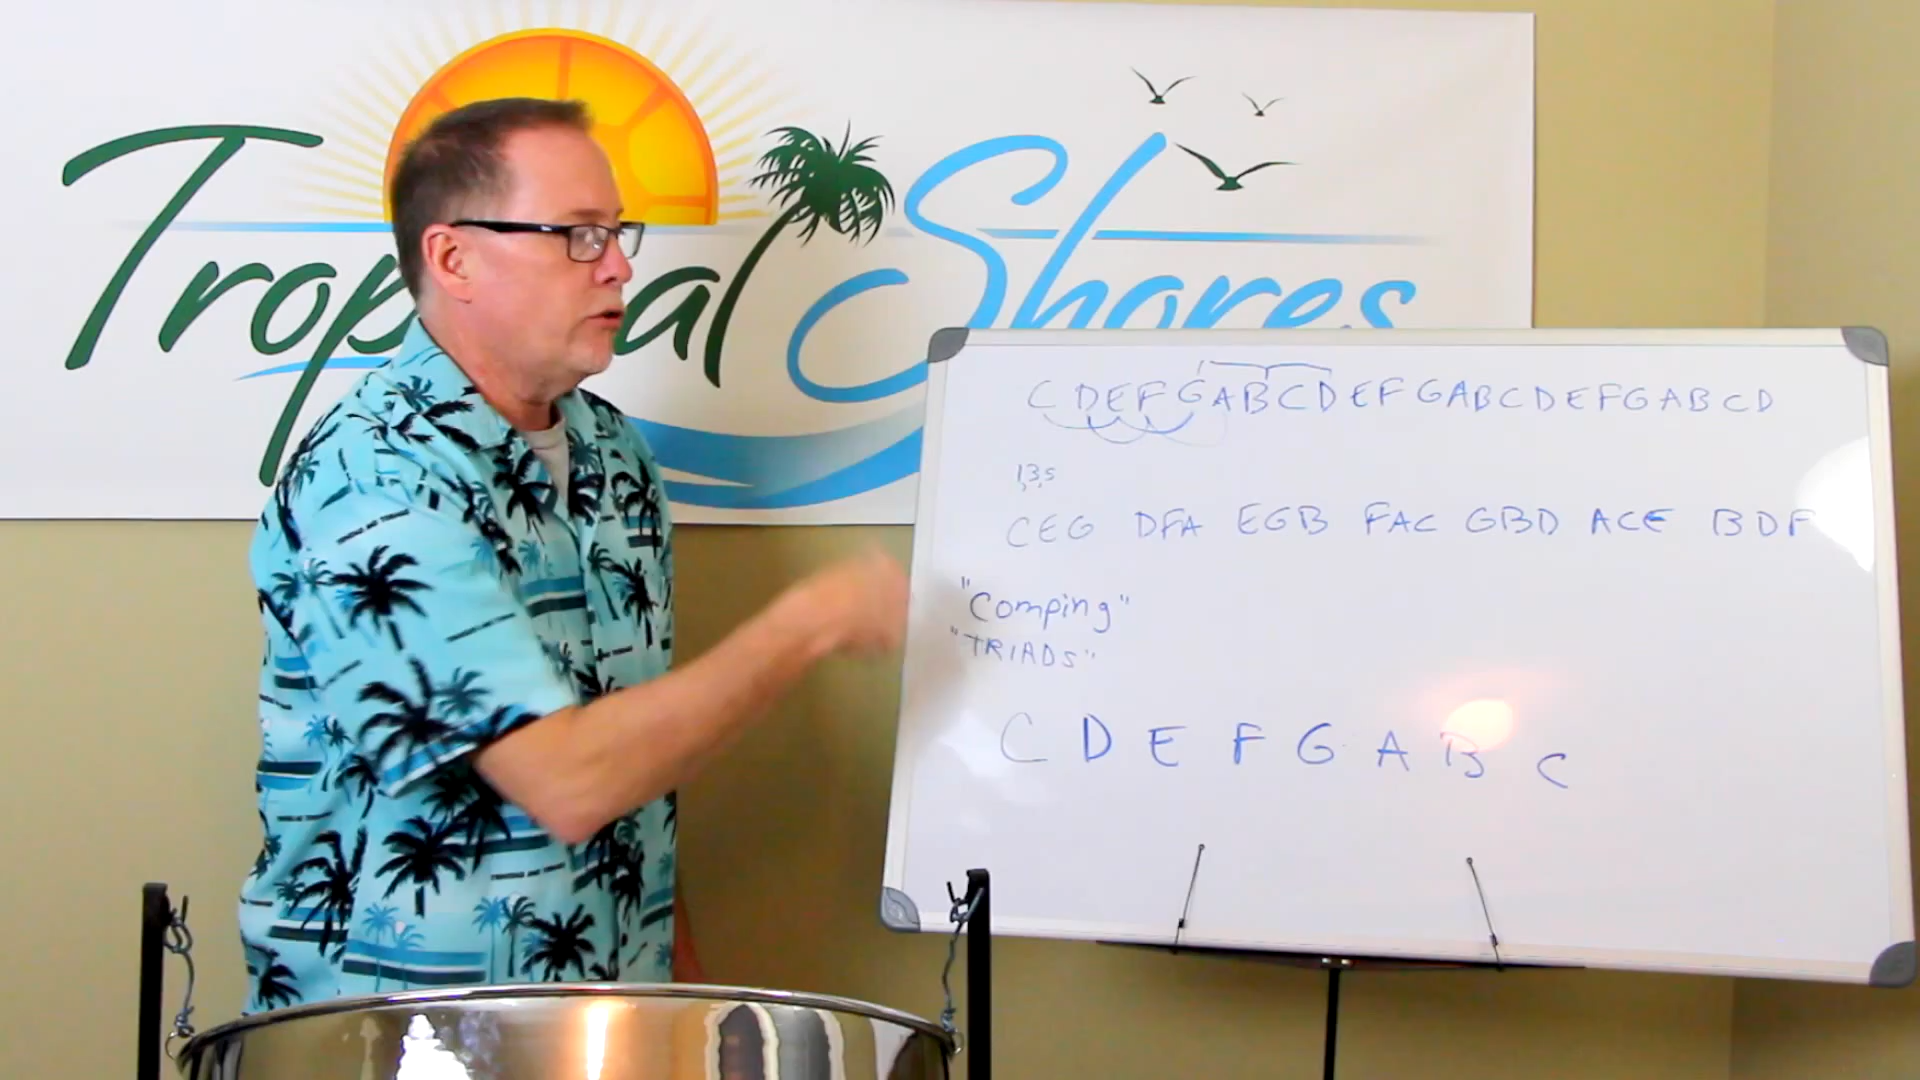 Tropical Shores
C D E F G A B C D E F G A B C D E F G A B C D
1,3,5
CEG DFA EGB FAC GBD ACE BDF
"Comping"
"TRIADS"
C D E F G A B C